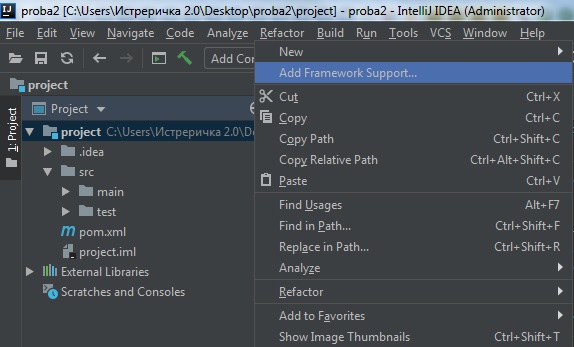 IJ proba2 [C:\Users\Истреричка 2.0\Desktop\proba2\project] - proba2 - IntelliJ IDEA (Administrator)
File Edit View Navigate Code Analyze Refactor Build Run Tools VCS Window Help
Add Con
project
Project
1: Project
project C:\Users\Истреричка 2.0\De
.idea
src
main
test
pom.xml
project.iml
External Libraries
Scratches and Consoles
New
Add Framework Support...
Cut Ctrl+X
Copy Ctrl+C
Copy Path Ctrl+Shift+C
Copy Relative Path Ctrl+Alt+Shift+C
Paste Ctrl+V
Find Usages Alt+F7
Find in Path... Ctrl+Shift+F
Replace in Path... Ctrl+Shift+R
Analyze
Refactor
Add to Favorites
Show Image Thumbnails Ctrl+Shift+T